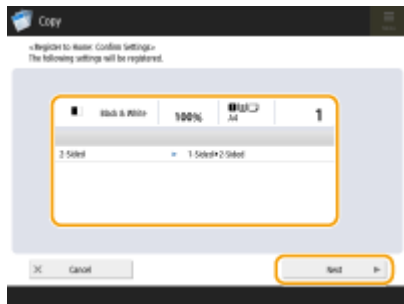 Copy
<Register to Home: Confirm Settings>
The following settings will be registered.
Black & White
100%
A4
1
2-Sided
1-Sided▸2-Sided
× Cancel
Next ▸